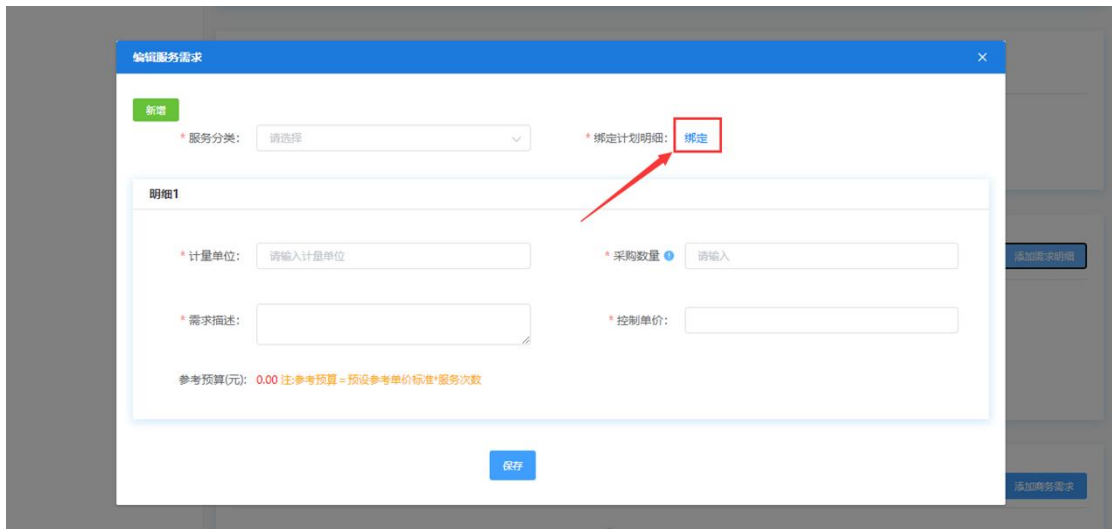 编辑服务需求
新增
* 服务分类： 请选择 * 绑定计划明细： 绑定
明细1
* 计量单位： 请输入计量单位 * 采购数量 请输入
添加需求明细
* 需求描述： * 控制单价：
参考预算(元)： 0.00 注:参考预算 = 预设参考单价标准*服务次数
保存
添加商务需求